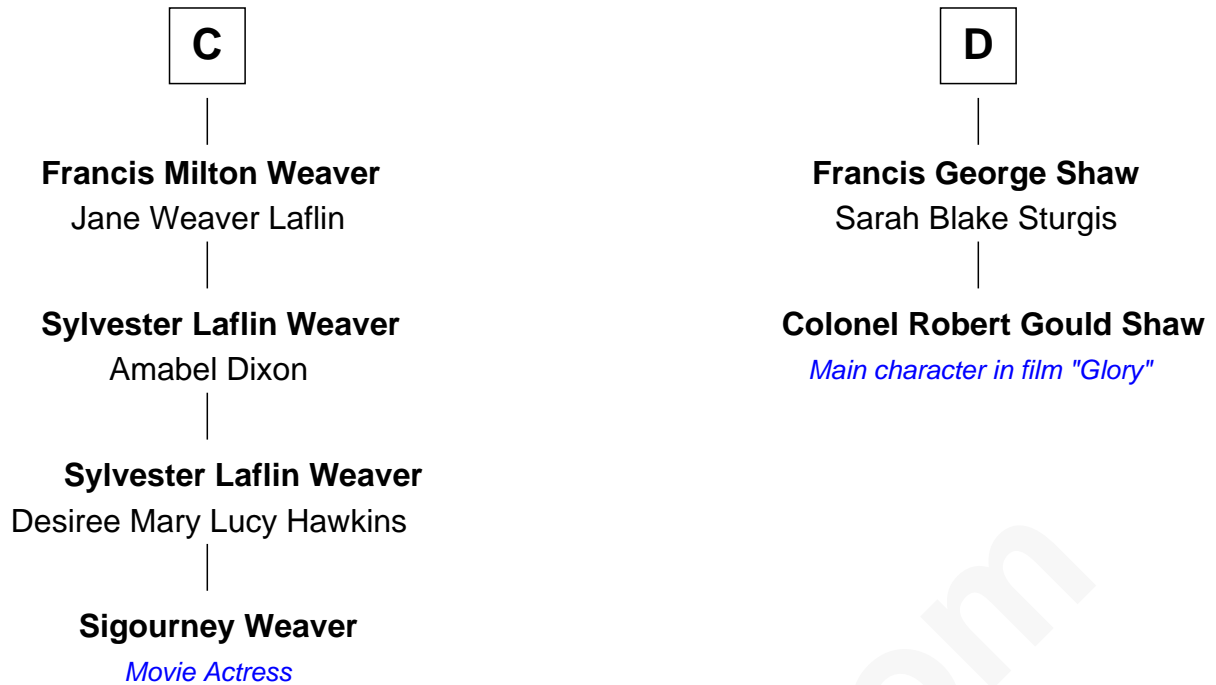 C
Francis Milton Weaver
Jane Weaver Laflin
Sylvester Laflin Weaver
Amabel Dixon
Sylvester Laflin Weaver
Desiree Mary Lucy Hawkins
Sigourney Weaver
Movie Actress
D
Francis George Shaw
Sarah Blake Sturgis
Colonel Robert Gould Shaw
Main character in film "Glory"
om